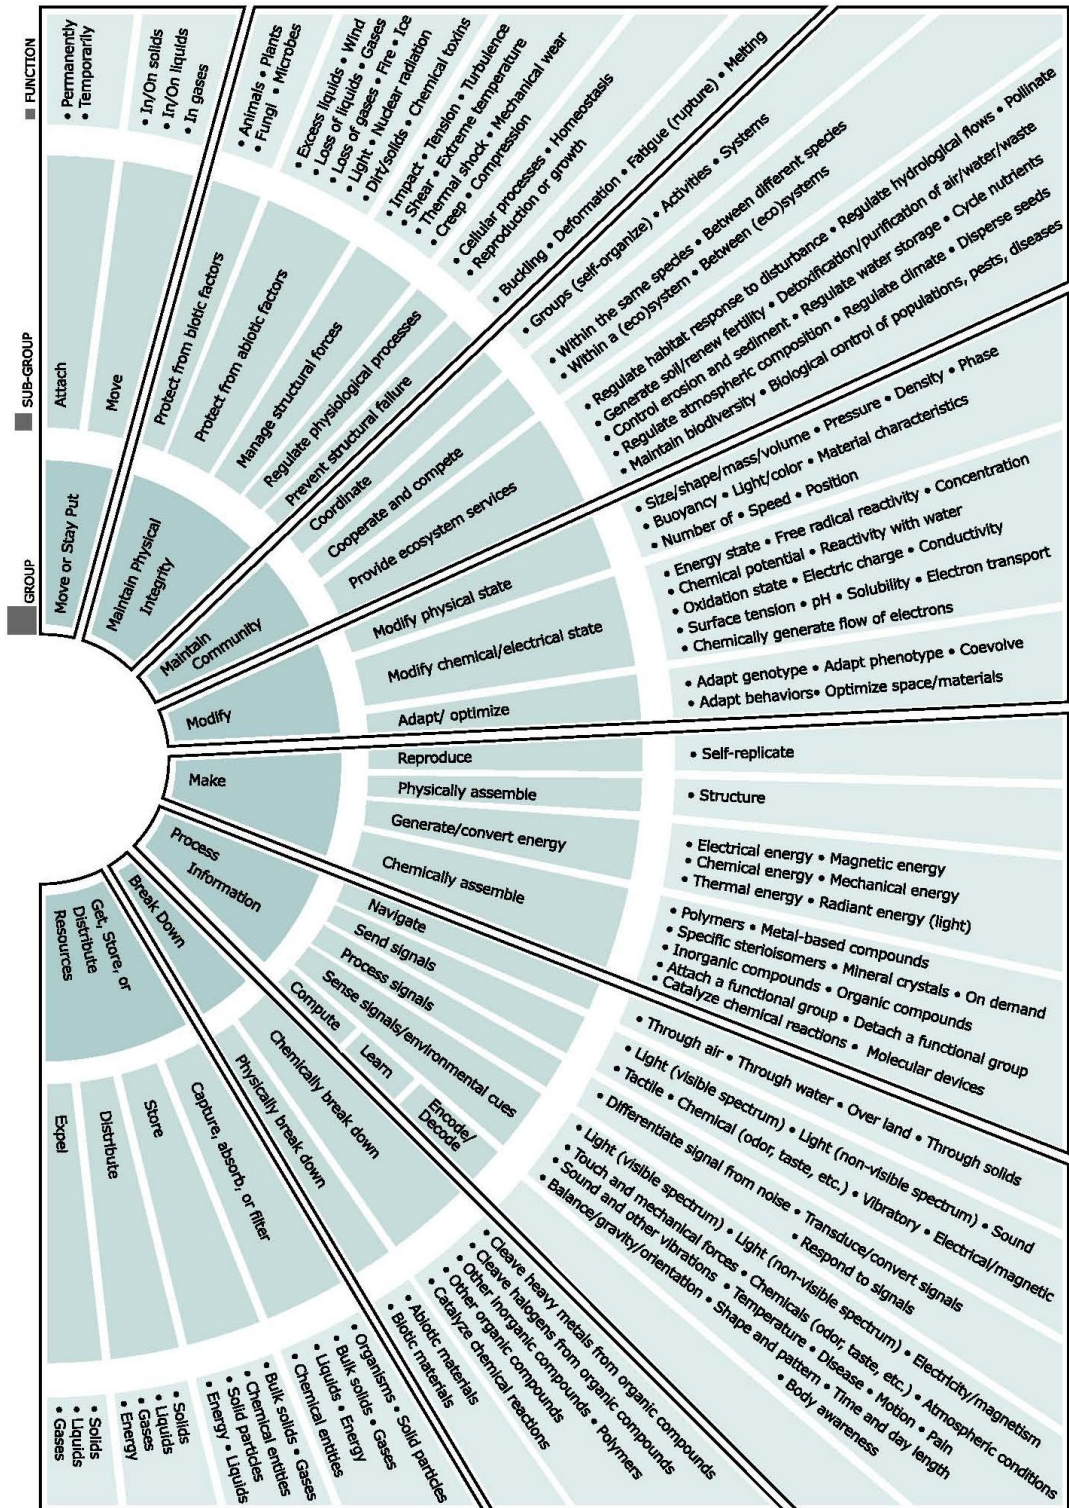 GROUP
SUB-GROUP
FUNCTION
Move or Stay Put
Attach
• Permanently
• Temporarily
Move
• In/On solids
• In/On liquids
• In gases
Maintain Physical
Integrity
Protect from biotic factors
• Animals • Plants
• Fungi • Microbes
Protect from abiotic factors
• Excess liquids • Wind
• Loss of liquids • Gases
• Loss of gases • Fire • Ice
• Light • Nuclear radiation
• Dirt/solids • Chemical toxins
Manage structural forces
• Impact • Tension • Turbulence
• Shear • Extreme temperature
• Thermal shock • Mechanical wear
• Creep • Compression
Regulate physiological processes
• Cellular processes • Homeostasis
• Reproduction or growth
Prevent structural failure
• Buckling • Deformation • Fatigue (rupture) • Melting
Maintain
Community
Coordinate
• Groups (self-organize) • Activities • Systems
Cooperate and compete
• Within the same species • Between different species
• Within a (eco)system • Between (eco)systems
Provide ecosystem services
• Regulate habitat response to disturbance • Regulate hydrological flows • Pollinate
• Generate soil/renew fertility • Detoxification/purification of air/water/waste
• Control erosion and sediment • Regulate water storage • Cycle nutrients
• Regulate atmospheric composition • Regulate climate • Disperse seeds
• Maintain biodiversity • Biological control of populations, pests, diseases
Modify
Modify physical state
• Size/shape/mass/volume • Pressure • Density • Phase
• Buoyancy • Light/color • Material characteristics
• Number of • Speed • Position
Modify chemical/electrical state
• Energy state • Free radical reactivity • Concentration
• Chemical potential • Reactivity with water
• Oxidation state • Electric charge • Conductivity
• Surface tension • pH • Solubility • Electron transport
• Chemically generate flow of electrons
Adapt/ optimize
• Adapt genotype • Adapt phenotype • Coevolve
• Adapt behaviors• Optimize space/materials
Make
Reproduce
• Self-replicate
Physically assemble
• Structure
Generate/convert energy
• Electrical energy • Magnetic energy
• Chemical energy • Mechanical energy
• Thermal energy • Radiant energy (light)
Chemically assemble
• Polymers • Metal-based compounds
• Specific sterioisomers • Mineral crystals • On demand
• Inorganic compounds • Organic compounds
• Attach a functional group • Detach a functional group
• Catalyze chemical reactions • Molecular devices
Process
Information
Navigate
• Through air • Through water • Over land • Through solids
Send signals
• Light (visible spectrum) • Light (non-visible spectrum) • Sound
• Tactile • Chemical (odor, taste, etc.) • Vibratory • Electrical/magnetic
Process signals
• Differentiate signal from noise • Transduce/convert signals
• Respond to signals
Sense signals/environmental cues
• Light (visible spectrum) • Light (non-visible spectrum) • Electricity/magnetism
• Touch and mechanical forces • Chemicals (odor, taste, etc.) • Atmospheric conditions
• Sound and other vibrations • Temperature • Disease • Motion • Pain
• Balance/gravity/orientation • Shape and pattern • Time and day length
• Body awareness
Compute
Learn
Encode/
Decode
Break Down
Chemically break down
• Cleave heavy metals from organic compounds
• Cleave halogens from organic compounds
• Other inorganic compounds • Polymers
• Other organic compounds
• Catalyze chemical reactions
Physically break down
• Abiotic materials
• Biotic materials
Get, Store, or
Distribute
Resources
Capture, absorb, or filter
• Organisms • Solid particles
• Bulk solids • Gases
• Liquids • Energy
• Chemical entities
Store
• Bulk solids • Gases
• Chemical entities
• Solid particles
• Energy • Liquids
Distribute
• Solids
• Liquids
• Gases
• Energy
Expel
• Solids
• Liquids
• Gases